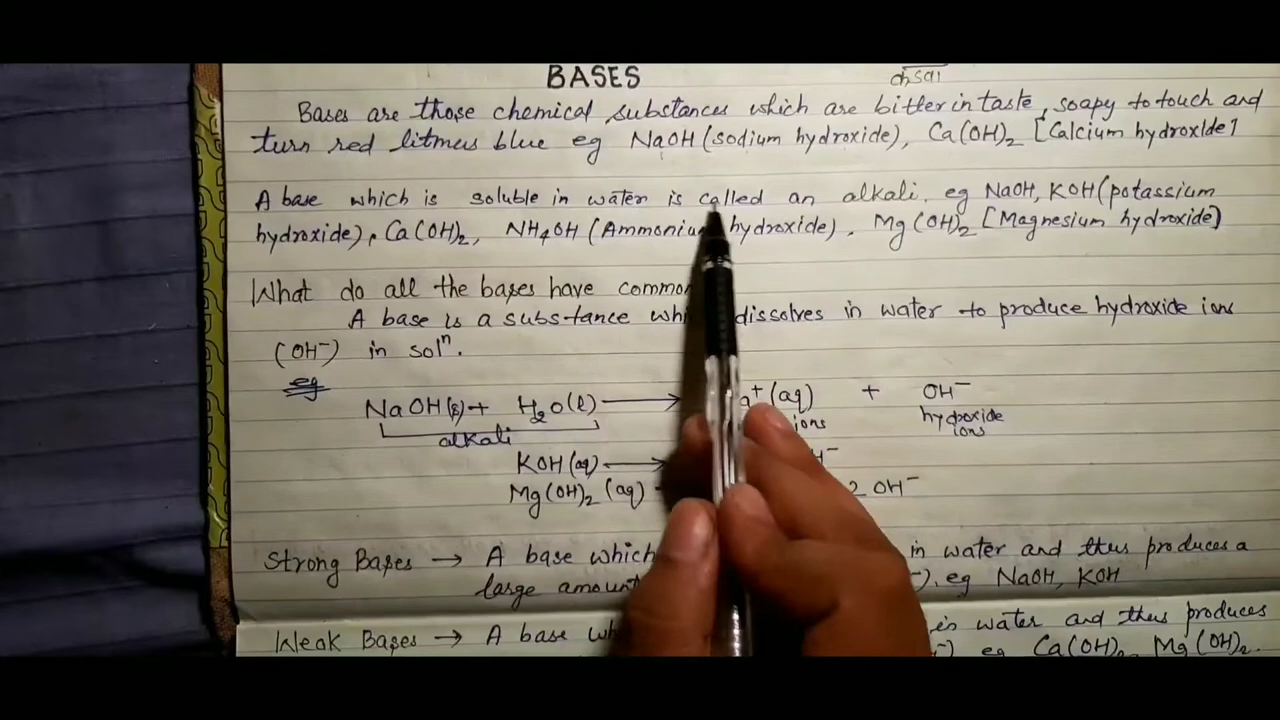 BASES
Bases are those chemical substances which are bitter in taste, soapy to touch and
turn red litmus blue eg NaOH (sodium hydroxide), Ca(OH)₂ [Calcium hydroxide]
A base which is soluble in water is called an alkali. eg NaOH, KOH (potassium
hydroxide), Ca(OH)₂, NH₄OH (Ammonium hydroxide), Mg(OH)₂ [Magnesium hydroxide]
What do all the bases have common
A base is a substance dissolves in water to produce hydroxide ions
(OH⁻) in solⁿ.
eg
NaOH(s) + H₂O(l) ⟶ a⁺(aq) + OH⁻
alkali ions hydroxide
ions
KOH(aq) ⟶
Mg(OH)₂ (aq) 2 OH⁻
Strong Bases → A base which in water and thus produces a
large amount eg NaOH, KOH
Weak Bases → A base in water and thus produces
eg Ca(OH)₂, Mg(OH)₂.